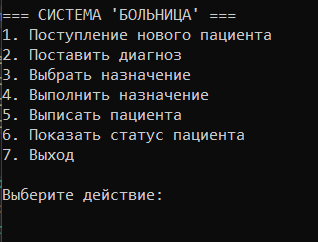 === СИСТЕМА 'БОЛЬНИЦА' ===
1. Поступление нового пациента
2. Поставить диагноз
3. Выбрать назначение
4. Выполнить назначение
5. Выписать пациента
6. Показать статус пациента
7. Выход
Выберите действие: